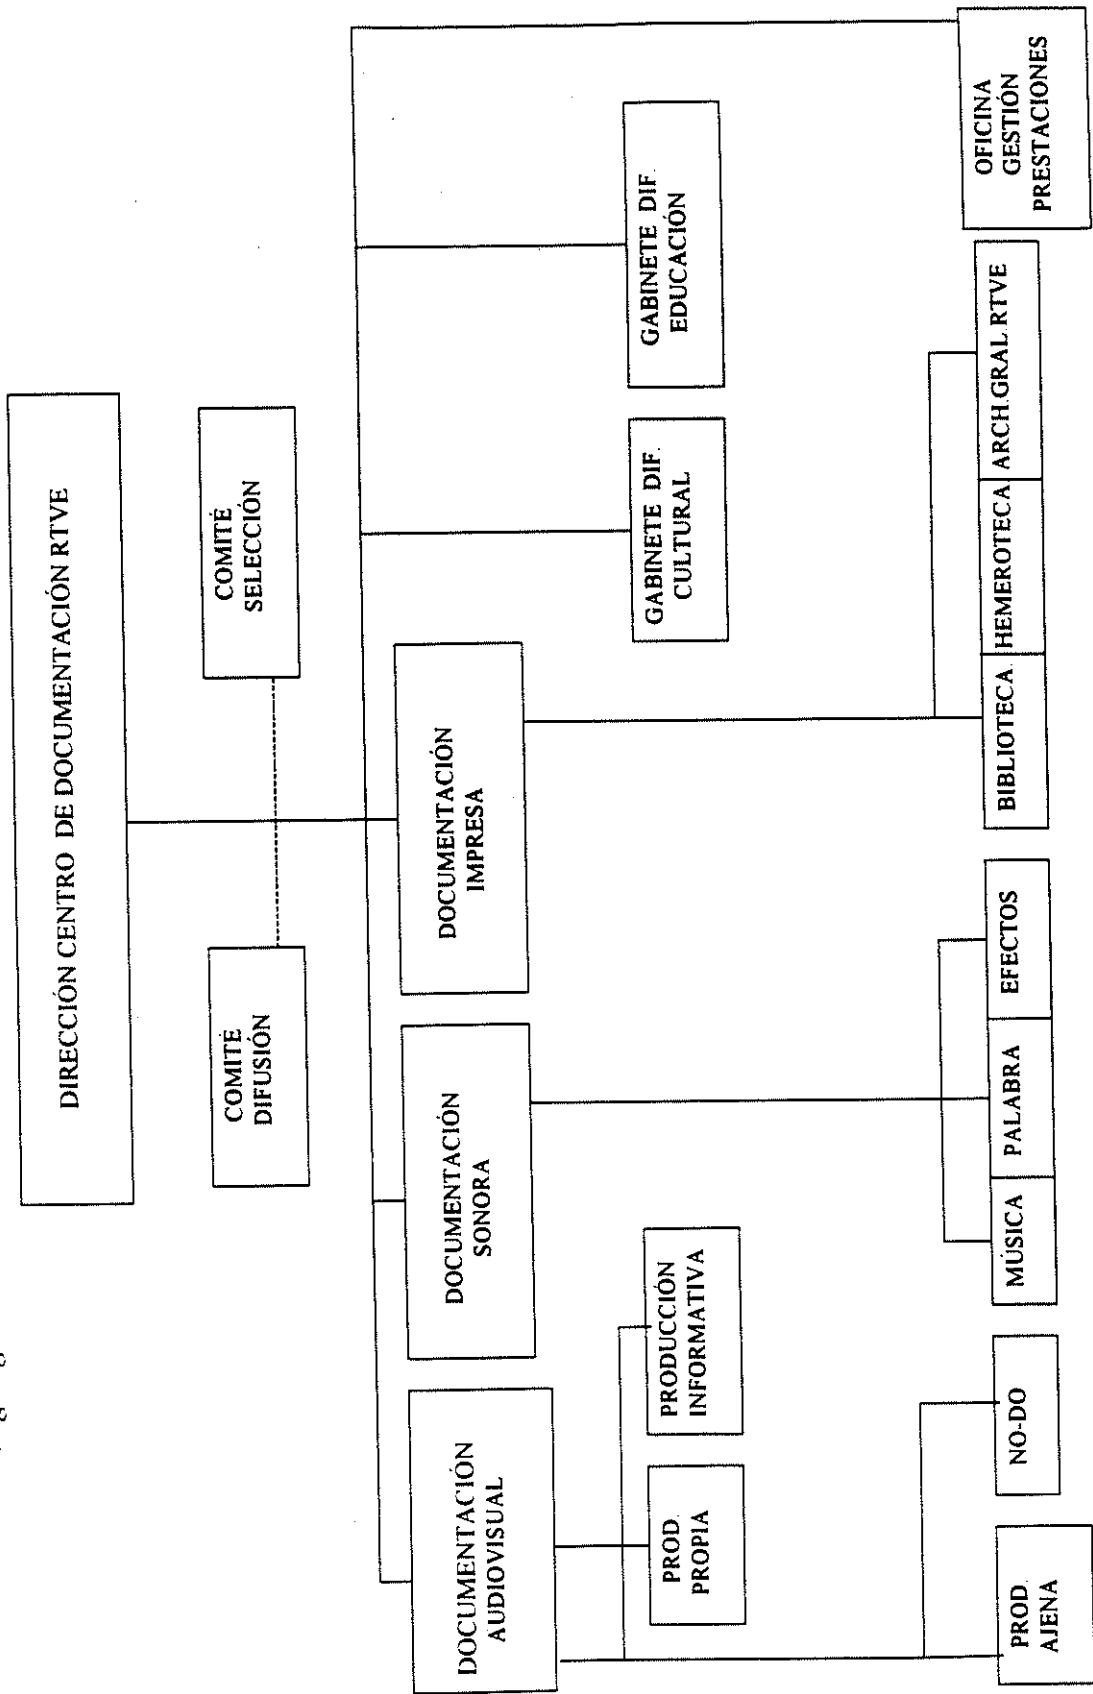 DIRECCIÓN CENTRO DE DOCUMENTACIÓN RTVE
COMITÉ
DIFUSIÓN
COMITÉ
SELECCIÓN
DOCUMENTACIÓN
AUDIOVISUAL
DOCUMENTACIÓN
SONORA
DOCUMENTACIÓN
IMPRESA
GABINETE DIF.
CULTURAL
GABINETE DIF.
EDUCACIÓN
PROD.
PROPIA
PRODUCCIÓN
INFORMATIVA
PROD.
AJENA
NO-DO
MÚSICA
PALABRA
EFECTOS
BIBLIOTECA
HEMEROTECA
ARCH.GRAL.RTVE
OFICINA
GESTIÓN
PRESTACIONES